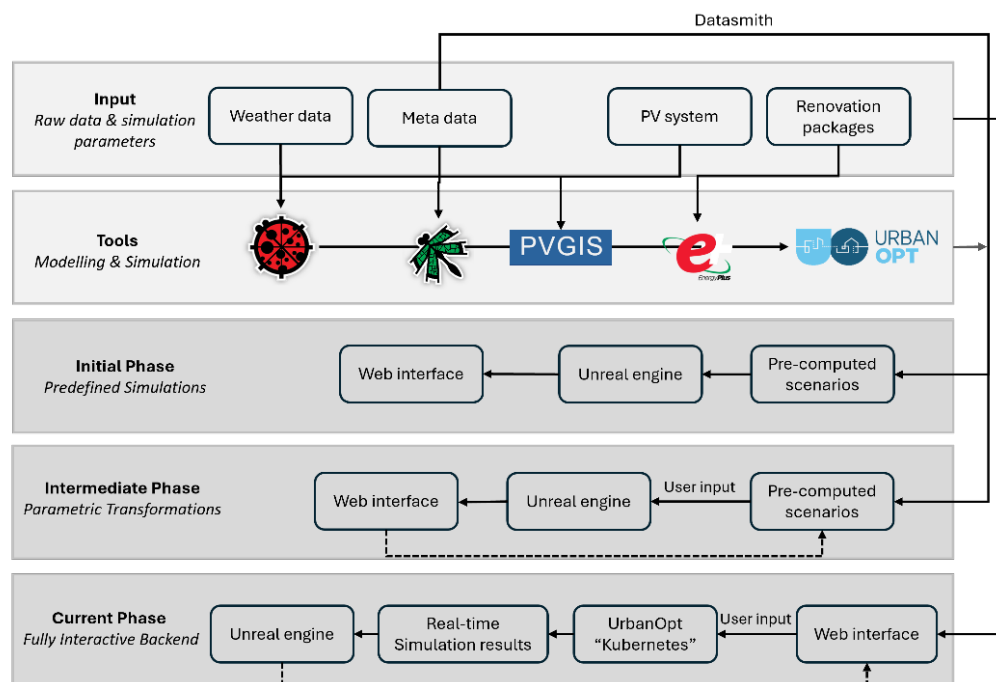 Datasmith
Input
Raw data & simulation
parameters
Weather data
Meta data
PV system
Renovation
packages
Tools
Modelling & Simulation
PVGIS
e+
EnergyPlus
URBAN
OPT
Initial Phase
Predefined Simulations
Web interface
Unreal engine
Pre-computed
scenarios
Intermediate Phase
Parametric Transformations
Web interface
Unreal engine
User input
Pre-computed
scenarios
Current Phase
Fully Interactive Backend
Unreal engine
Real-time
Simulation results
UrbanOpt
“Kubernetes”
User input
Web interface